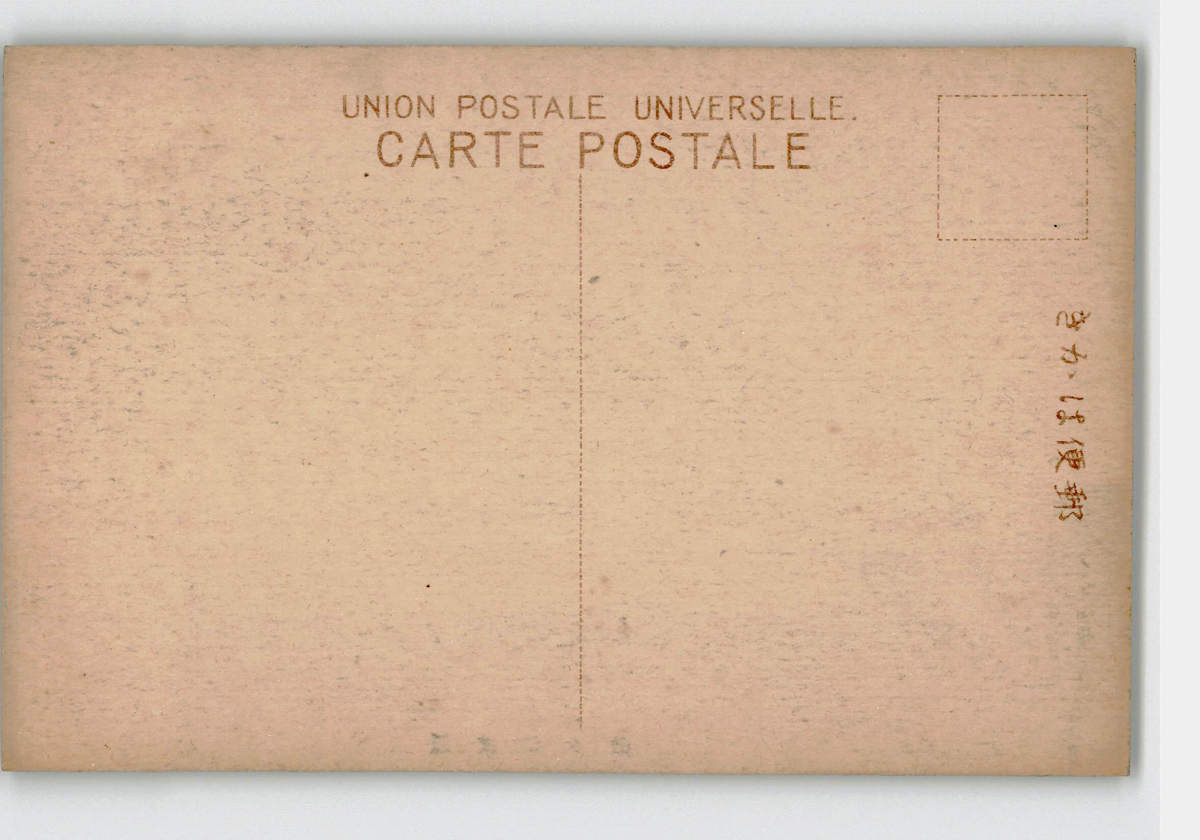 UNION POSTALE UNIVERSELLE.
CARTE POSTALE
郵便はかき